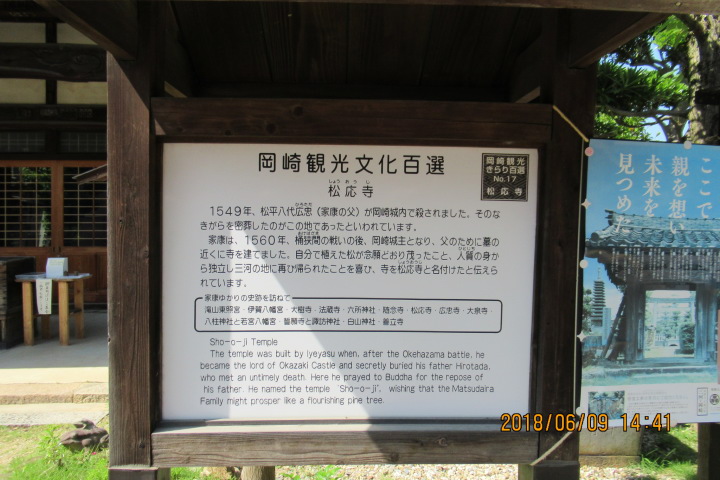 岡崎観光文化百選
しょうおうじ
松応寺
岡崎観光
きらり百選
No.17
松応寺
1549年、松平八代広忠（家康の父）が岡崎城内で殺されました。そのな
きがらを密葬したのがこの地であったといわれています。
家康は、1560年、桶狭間の戦いの後、岡崎城主となり、父のために墓の
近くに寺を建てました。自分で植えた松が念願どおり茂ったこと、人質の身か
ら独立し三河の地に再び帰られたことを喜び、寺を松応寺と名付けたと伝えら
れています。
家康ゆかりの史跡を訪ねて
滝山東照宮・伊賀八幡宮・大樹寺・法蔵寺・六所神社・随念寺・松応寺・広忠寺・大泉寺・
八柱神社と若宮八幡宮・誓願寺と諏訪神社・白山神社・善立寺
Sho-o-ji Temple
The temple was built by Iyeyasu when, after the Okehazama battle, he
became the lord of Okazaki Castle and secretly buried his father Hirotada,
who met an untimely death. Here he prayed to Buddha for the repose of
his father. He named the temple "Sho-o-ji", wishing that the Matsudaira
Family might prosper like a flourishing pine tree.
ここで
親を想い
未来を
見つめた
2018/06/09 14:41